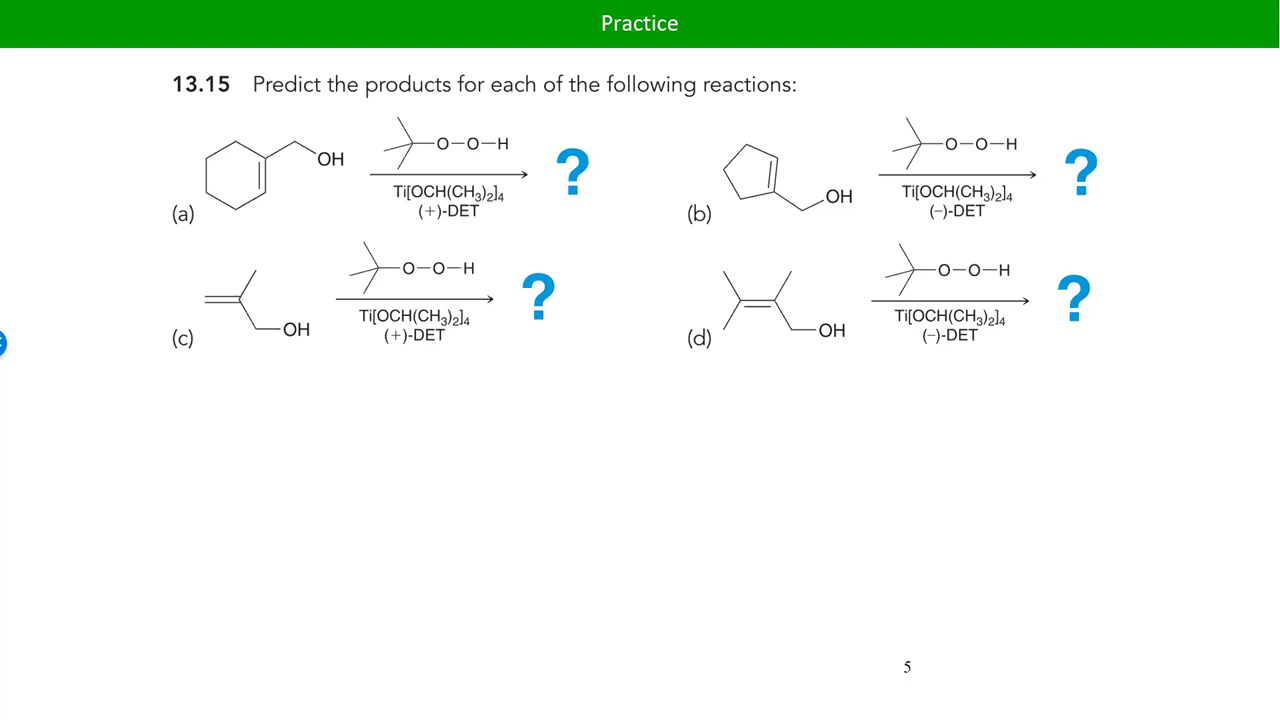 Practice
13.15 Predict the products for each of the following reactions:
(a)
OH
O–O–H
Ti[OCH(CH₃)₂]₄
(+)-DET
?
(b)
OH
O–O–H
Ti[OCH(CH₃)₂]₄
(−)-DET
?
(c)
OH
O–O–H
Ti[OCH(CH₃)₂]₄
(+)-DET
?
(d)
OH
O–O–H
Ti[OCH(CH₃)₂]₄
(−)-DET
?
5